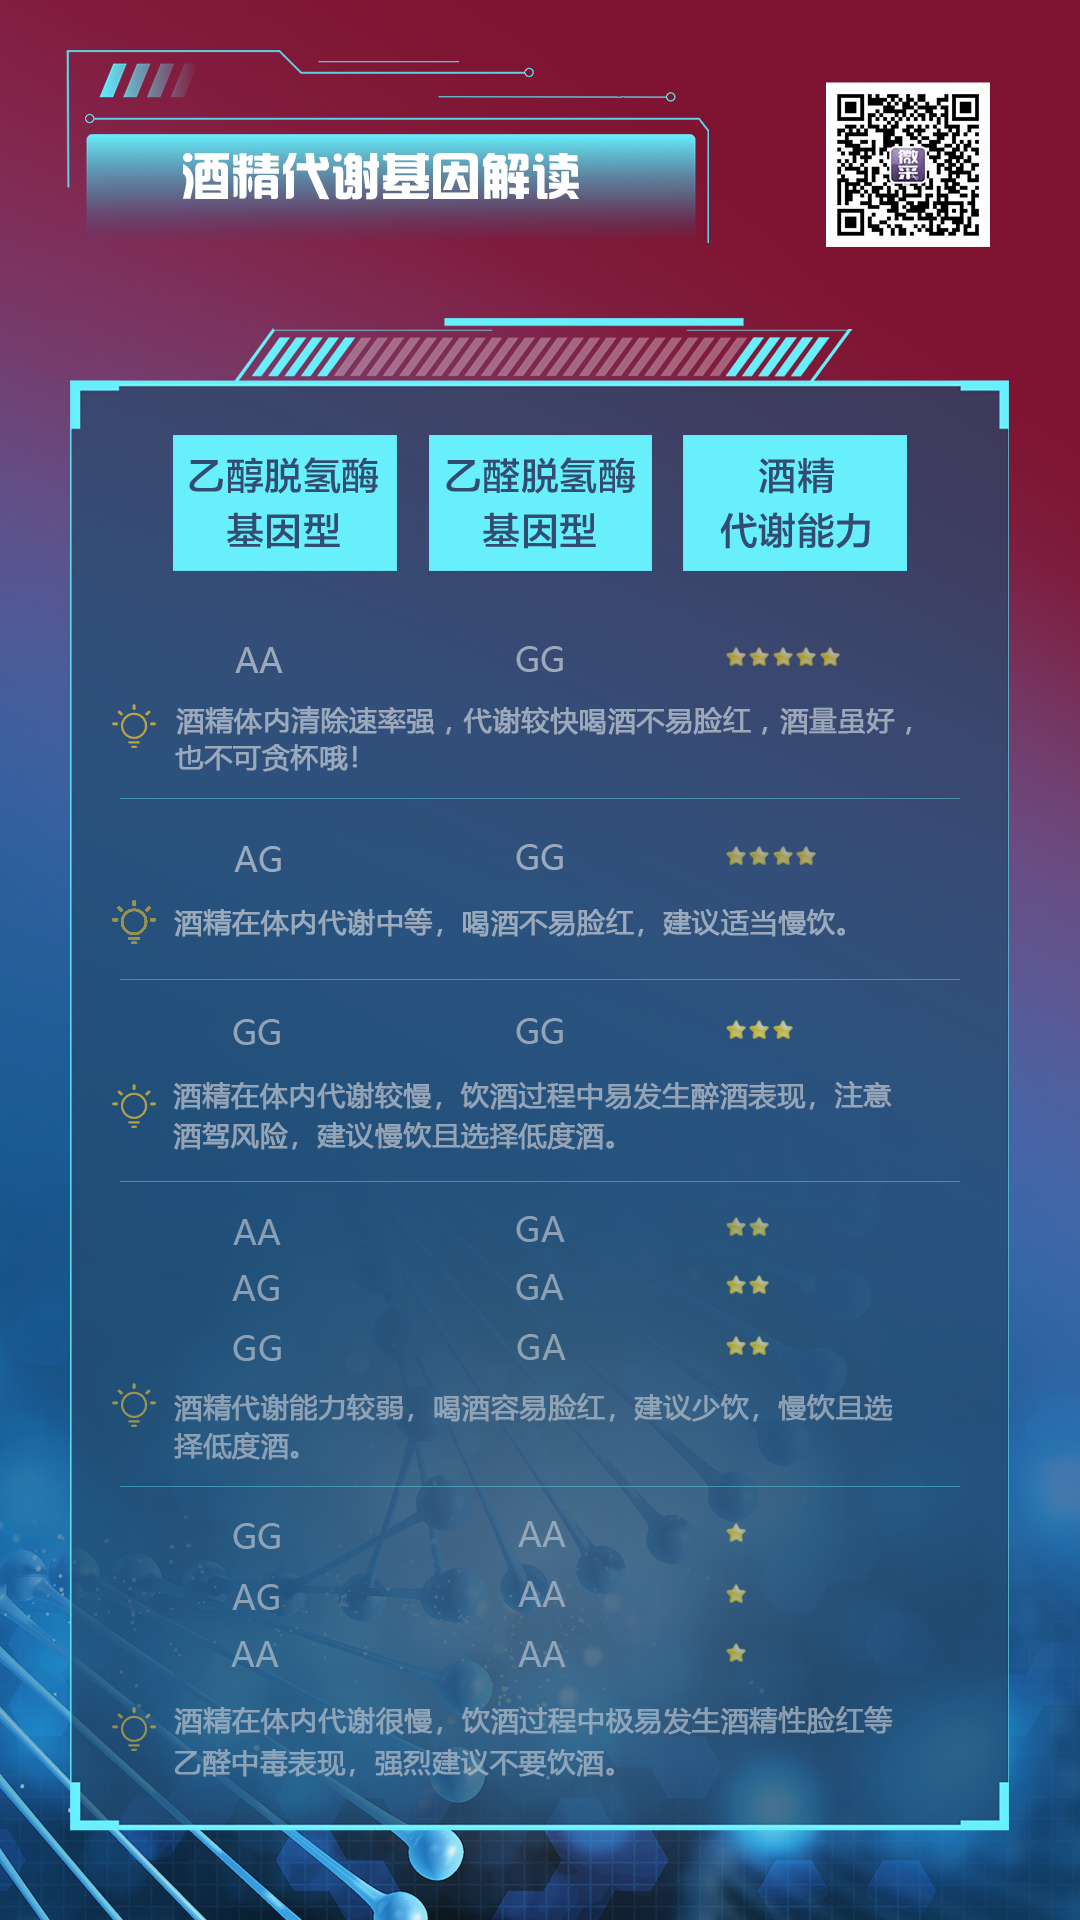 酒精代谢基因解读
微
采
乙醇脱氢酶
基因型
乙醛脱氢酶
基因型
酒精
代谢能力
AA GG
酒精体内清除速率强，代谢较快喝酒不易脸红，酒量虽好，
也不可贪杯哦！
AG GG
酒精在体内代谢中等，喝酒不易脸红，建议适当慢饮。
GG GG
酒精在体内代谢较慢，饮酒过程中易发生醉酒表现，注意
酒驾风险，建议慢饮且选择低度酒。
AA GA
AG GA
GG GA
酒精代谢能力较弱，喝酒容易脸红，建议少饮，慢饮且选
择低度酒。
GG AA
AG AA
AA AA
酒精在体内代谢很慢，饮酒过程中极易发生酒精性脸红等
乙醛中毒表现，强烈建议不要饮酒。